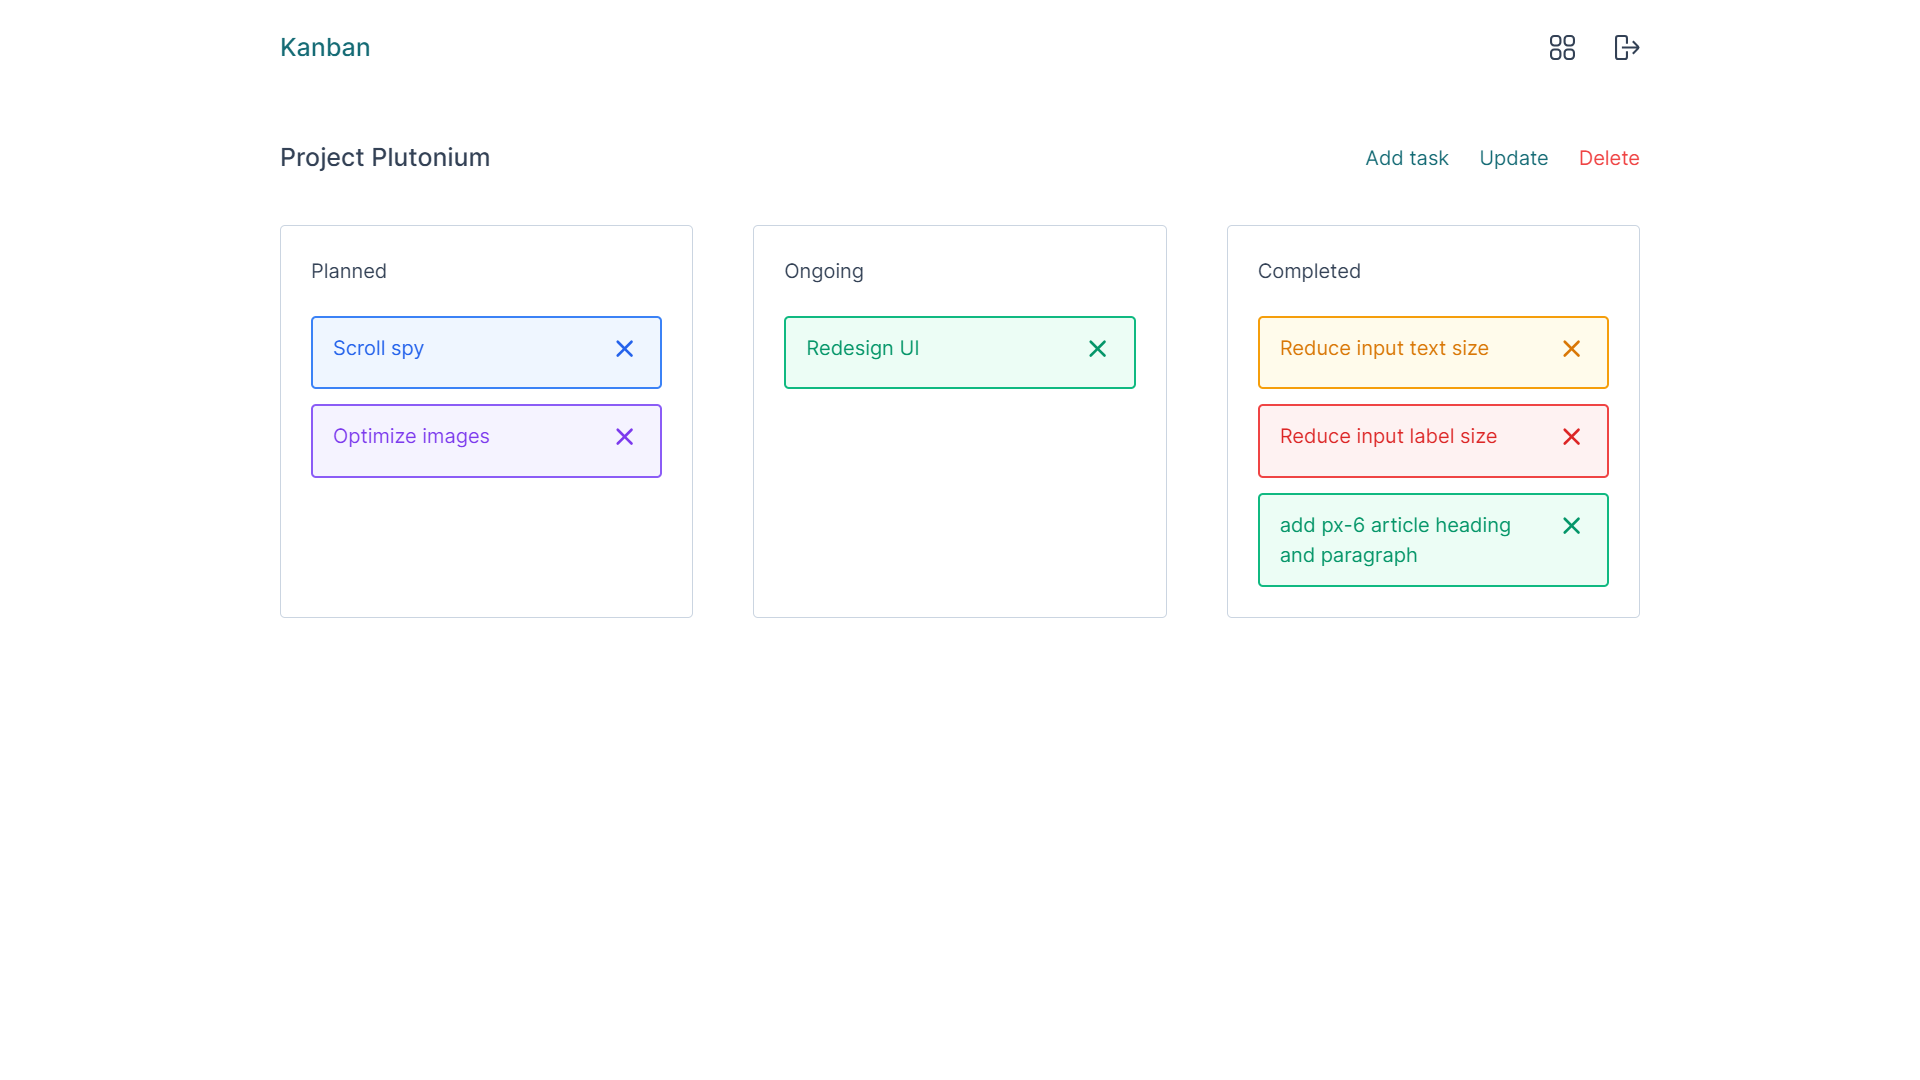 Kanban
Project Plutonium
Add task
Update
Delete
Planned
Scroll spy
Optimize images
Ongoing
Redesign UI
Completed
Reduce input text size
Reduce input label size
add px-6 article heading
and paragraph